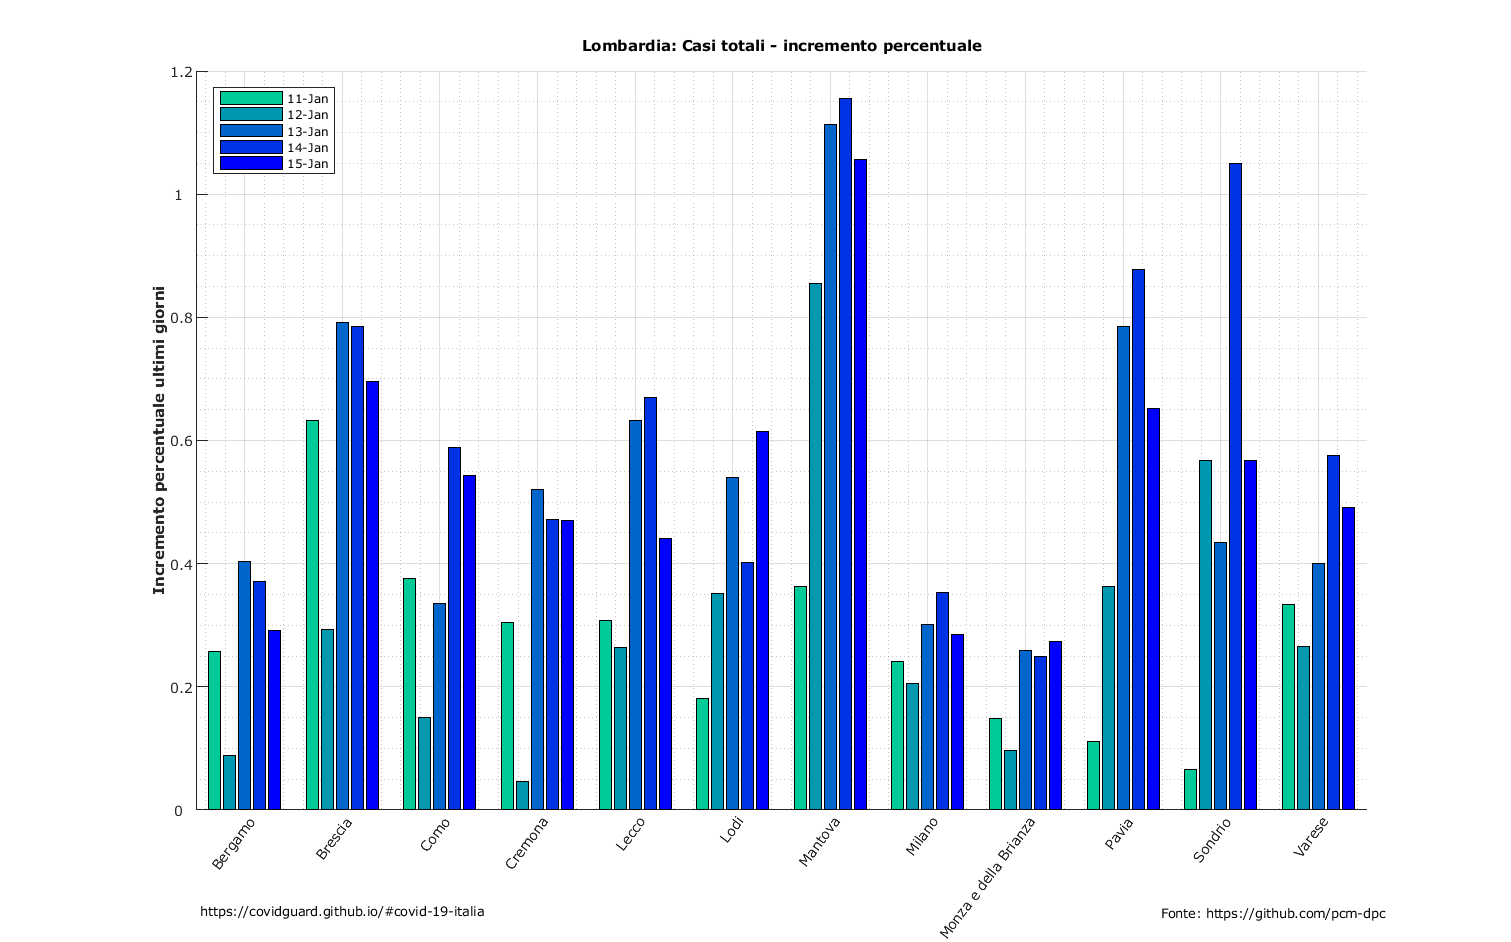 Lombardia: Casi totali - incremento percentuale
Incremento percentuale ultimi giorni
1.2
1
0.8
0.6
0.4
0.2
0
11-Jan
12-Jan
13-Jan
14-Jan
15-Jan
Bergamo
Brescia
Como
Cremona
Lecco
Lodi
Mantova
Milano
Monza e della Brianza
Pavia
Sondrio
Varese
https://covidguard.github.io/#covid-19-italia
Fonte: https://github.com/pcm-dpc